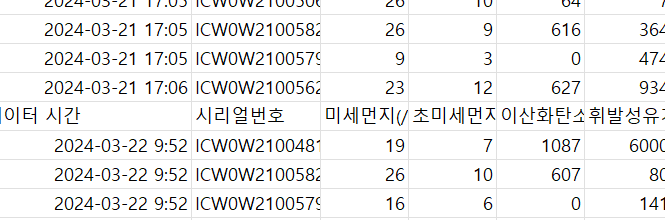 2024-03-21 17:05 ICW0W2100506 26 10 64
2024-03-21 17:05 ICW0W2100582 26 9 616 364
2024-03-21 17:05 ICW0W2100579 9 3 0 474
2024-03-21 17:06 ICW0W2100562 23 12 627 934
이터 시간 시리얼번호 미세먼지(/ 초미세먼지 이산화탄소 휘발성유기
2024-03-22 9:52 ICW0W2100481 19 7 1087 6000
2024-03-22 9:52 ICW0W2100582 26 10 607 80
2024-03-22 9:52 ICW0W2100579 16 6 0 141